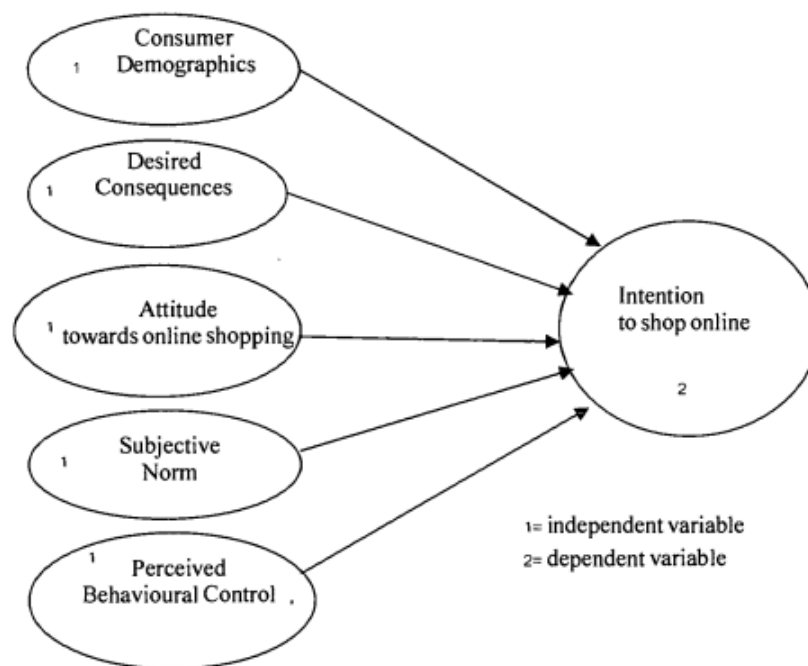 Consumer
1 Demographics
Desired
1 Consequences
Attitude
1 towards online shopping
Subjective
1 Norm
1
Perceived
Behavioural Control
Intention
to shop online
2
1= independent variable
2= dependent variable